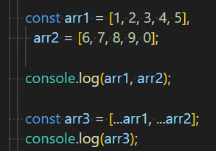 const arr1 = [1, 2, 3, 4, 5],
  arr2 = [6, 7, 8, 9, 0];

console.log(arr1, arr2);

const arr3 = [...arr1, ...arr2];
console.log(arr3);